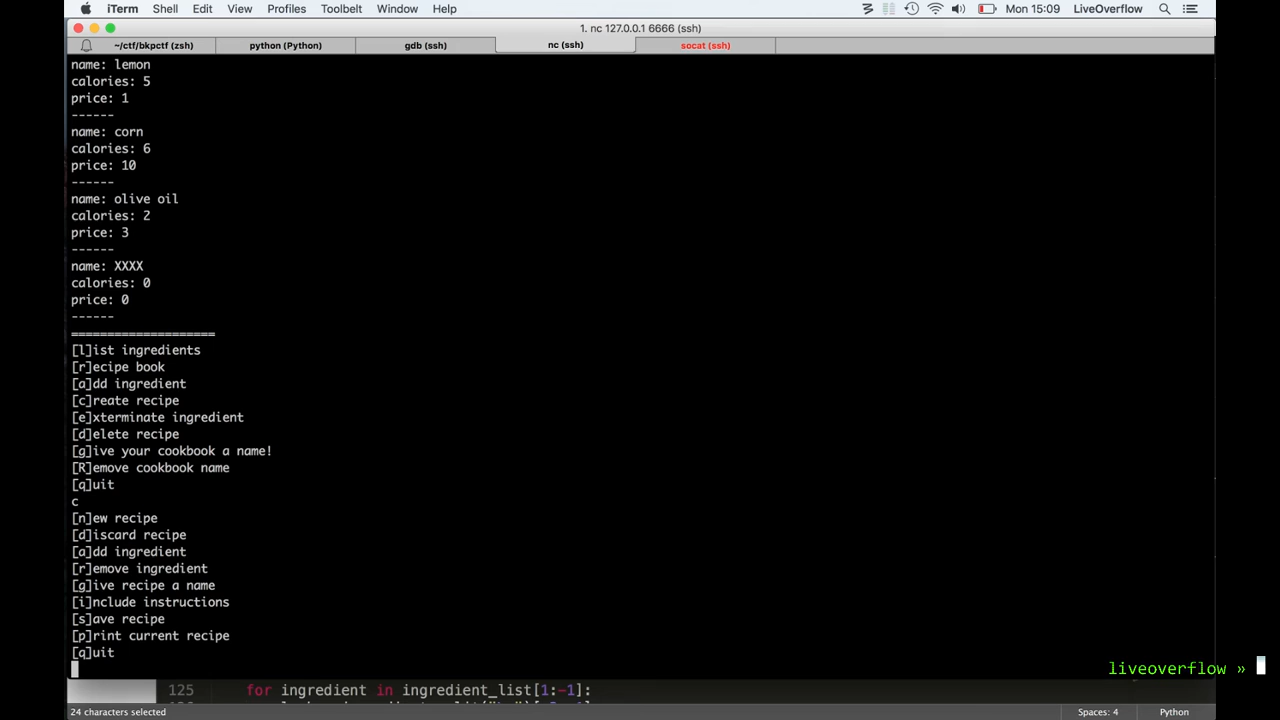 iTerm Shell Edit View Profiles Toolbelt Window Help Mon 15:09 LiveOverflow
1. nc 127.0.0.1 6666 (ssh)
~/ctf/bkpctf (zsh) python (Python) gdb (ssh) nc (ssh) socat (ssh)
name: lemon
calories: 5
price: 1
------
name: corn
calories: 6
price: 10
------
name: olive oil
calories: 2
price: 3
------
name: XXXX
calories: 0
price: 0
------
====================
[l]ist ingredients
[r]ecipe book
[a]dd ingredient
[c]reate recipe
[e]xterminate ingredient
[d]elete recipe
[g]ive your cookbook a name!
[R]emove cookbook name
[q]uit
c
[n]ew recipe
[d]iscard recipe
[a]dd ingredient
[r]emove ingredient
[g]ive recipe a name
[i]nclude instructions
[s]ave recipe
[p]rint current recipe
[q]uit
liveoverflow »
125 for ingredient in ingredient_list[1:-1]:
24 characters selected Spaces: 4 Python